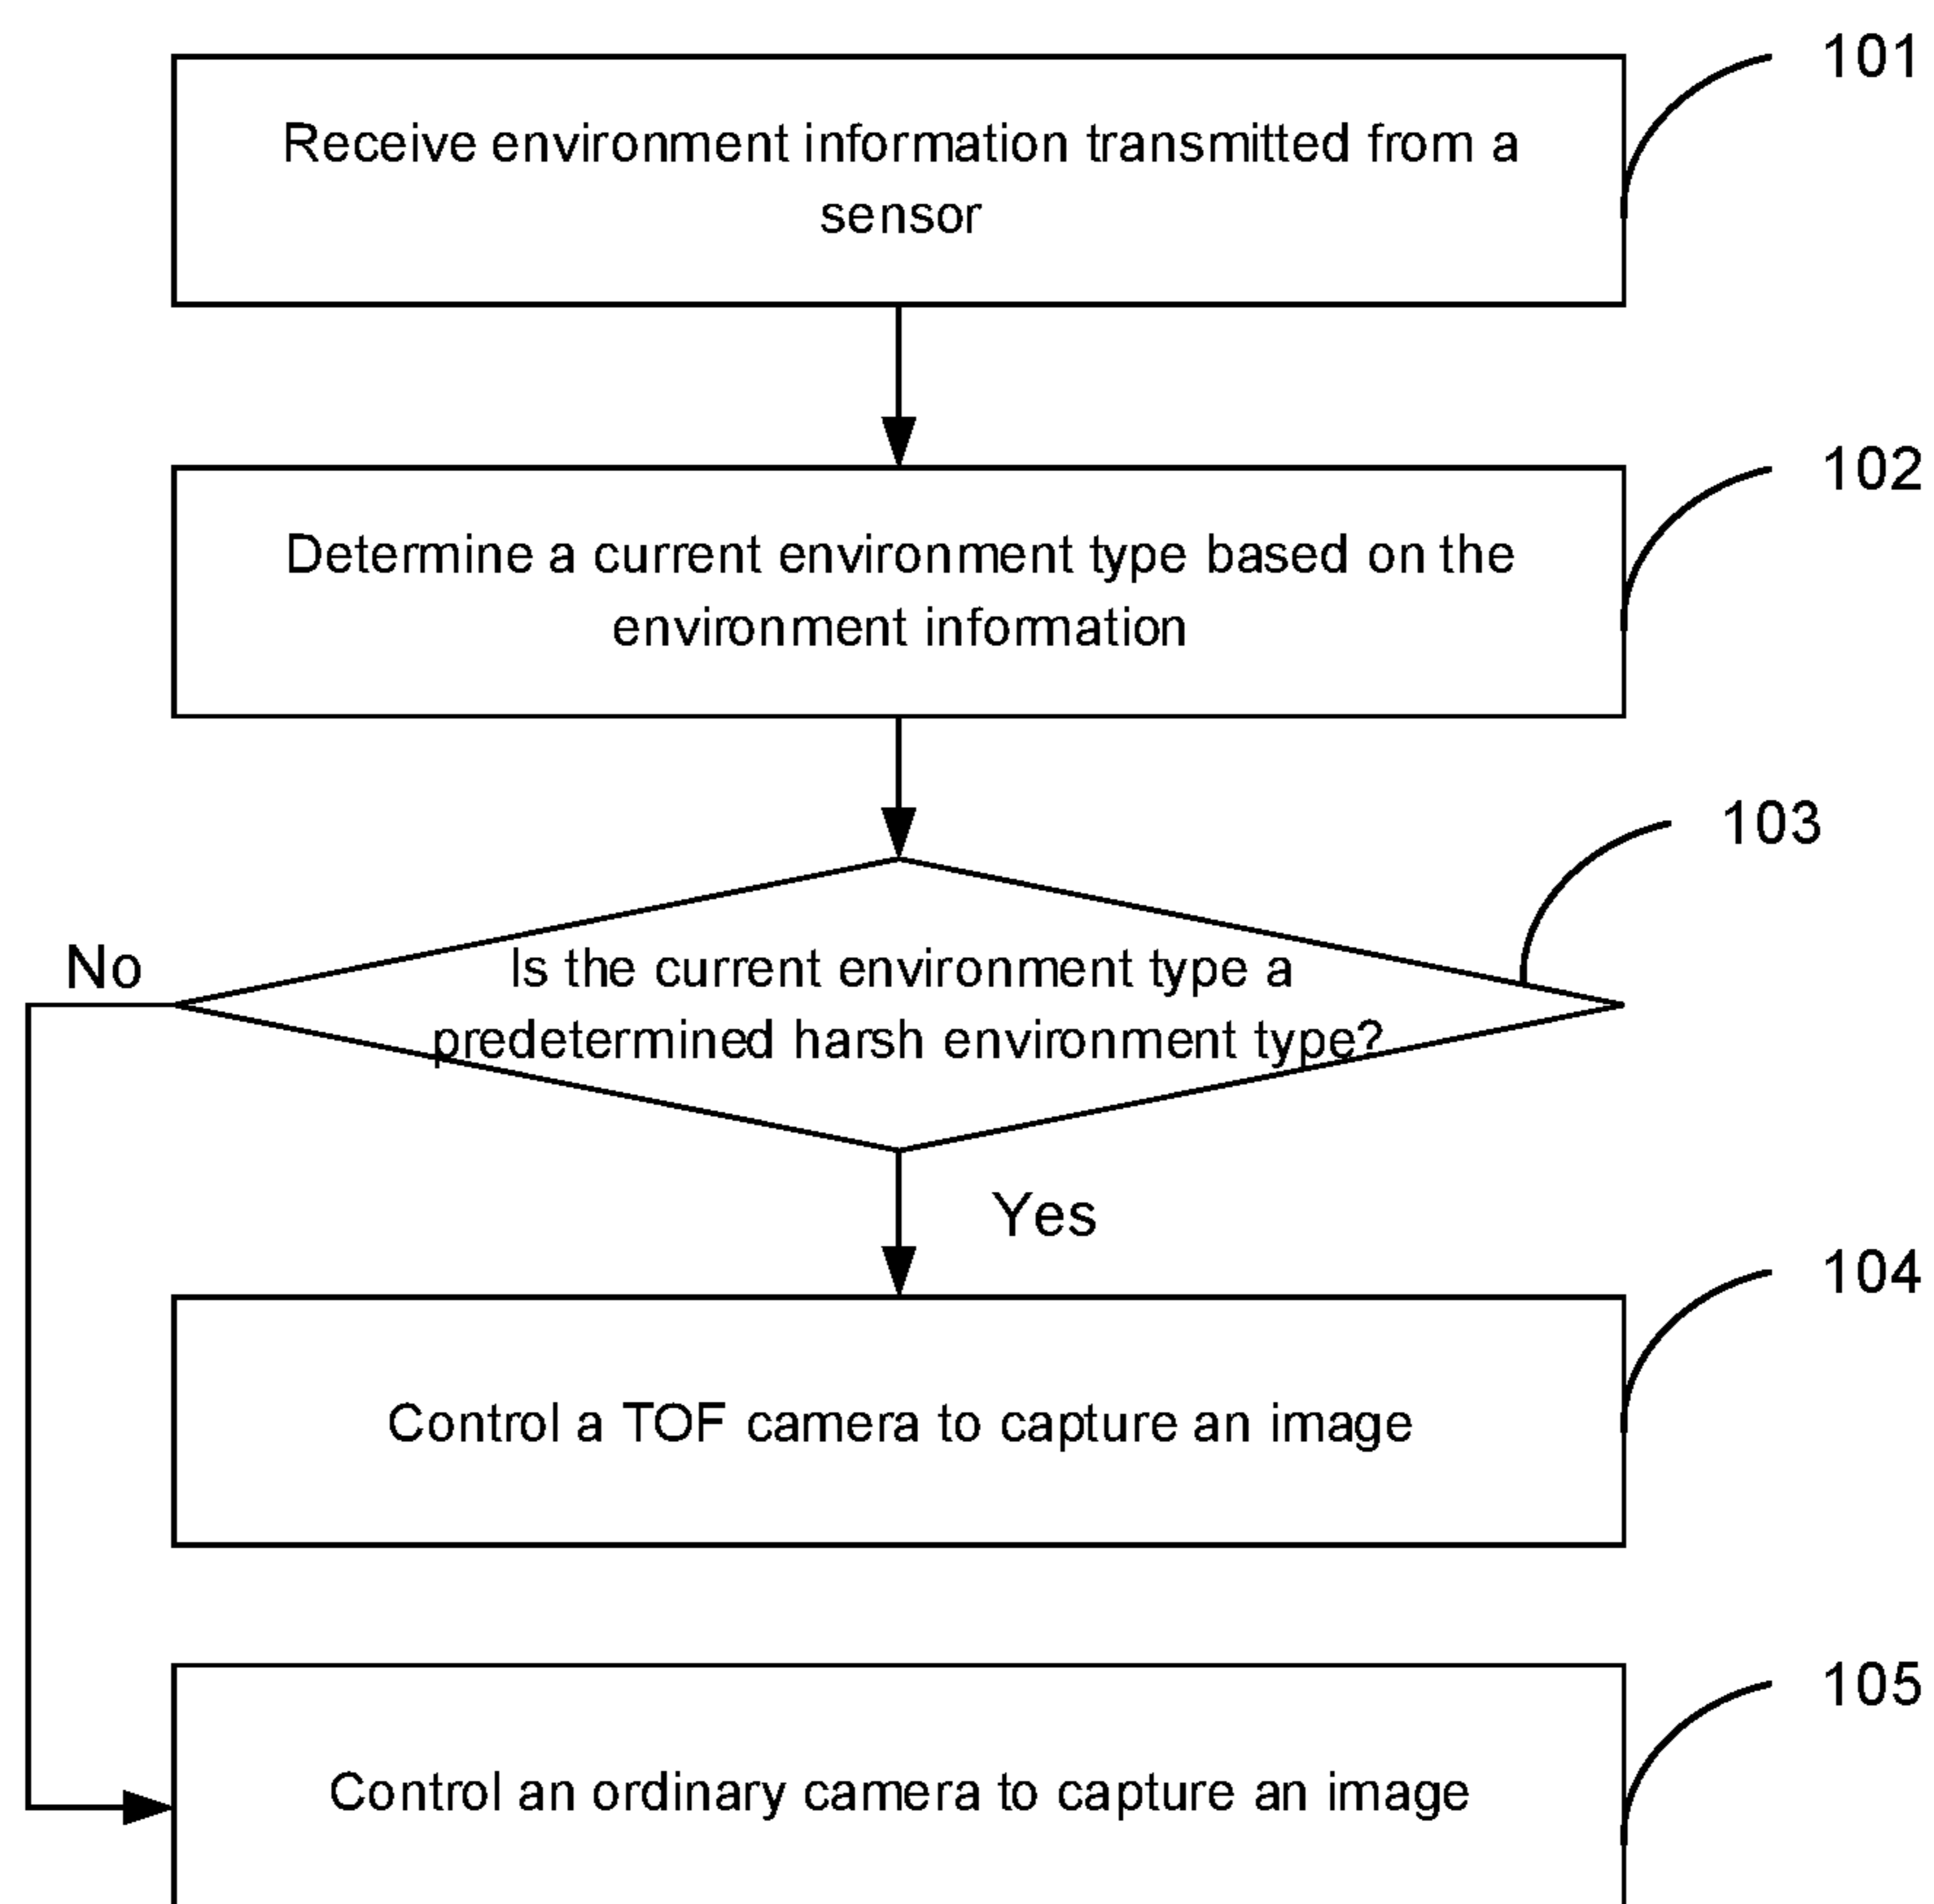 101
Receive environment information transmitted from a
sensor
102
Determine a current environment type based on the
environment information
103
No
Is the current environment type a
predetermined harsh environment type?
Yes
104
Control a TOF camera to capture an image
105
Control an ordinary camera to capture an image